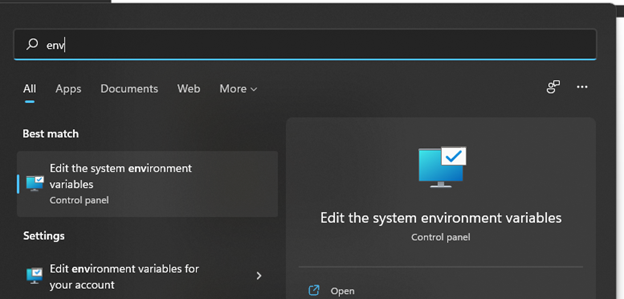 env
All Apps Documents Web More
Best match
Edit the system environment
variables
Control panel
Settings
Edit environment variables for
your account
Edit the system environment variables
Control panel
Open